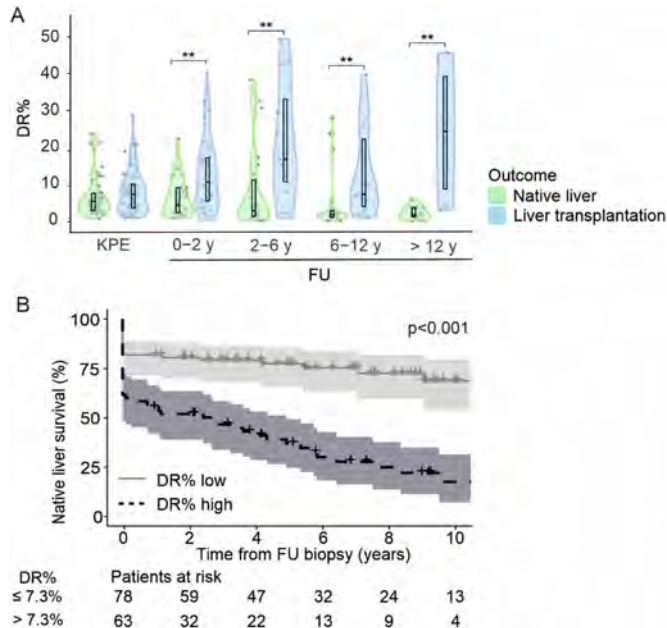 A
DR%
50
40
30
20
10
0
** ** ** **
KPE 0–2 y 2–6 y 6–12 y > 12 y
FU
Outcome
Native liver
Liver transplantation
B
Native liver survival (%)
100
75
50
25
0
p<0.001
DR% low
DR% high
0 2 4 6 8 10
Time from FU biopsy (years)
DR% Patients at risk
≤ 7.3% 78 59 47 32 24 13
> 7.3% 63 32 22 13 9 4